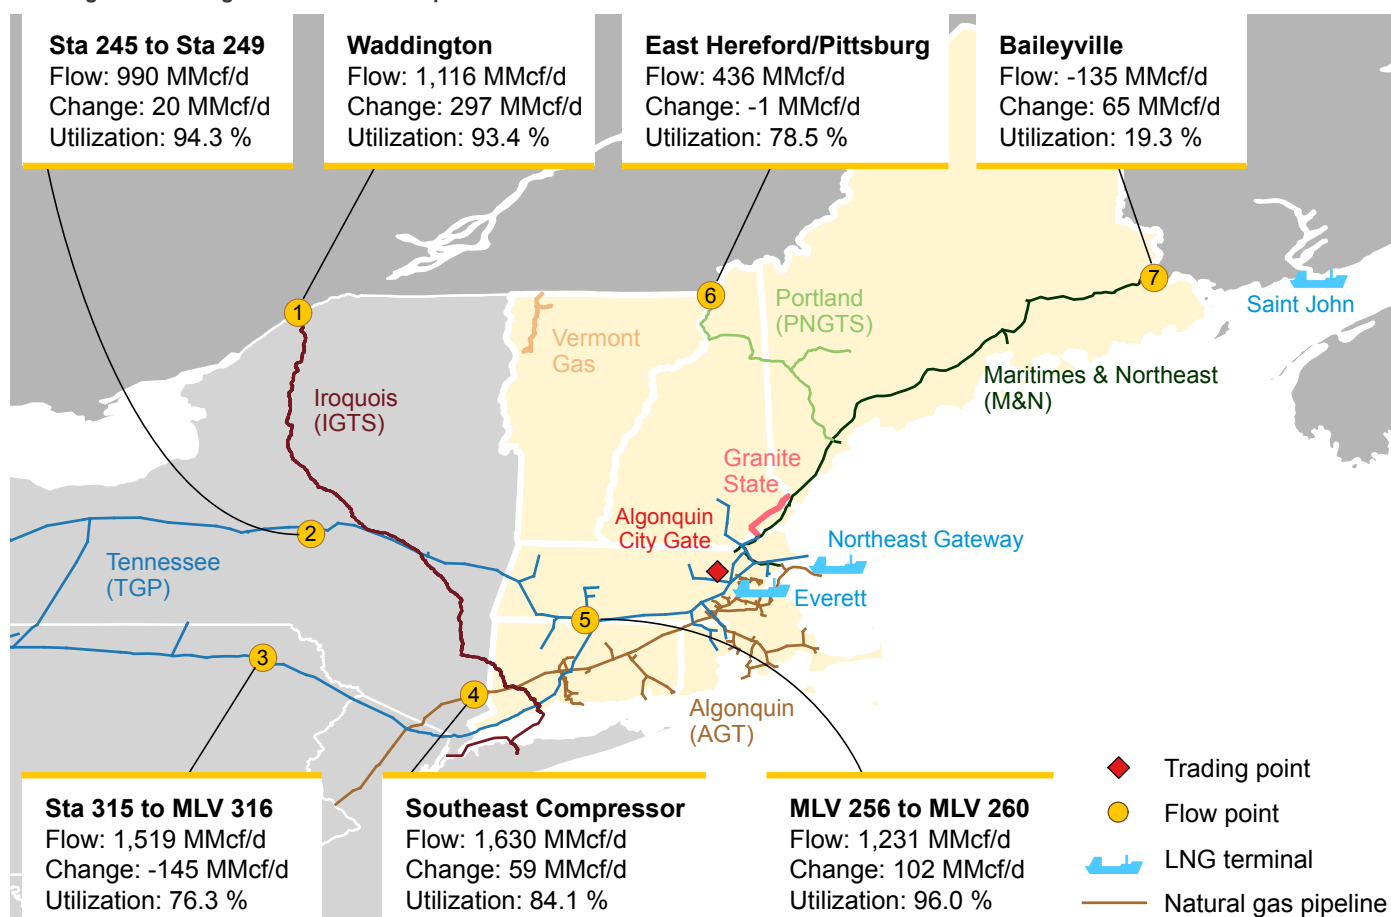 Sta 245 to Sta 249
Flow: 990 MMcf/d
Change: 20 MMcf/d
Utilization: 94.3 %
Waddington
Flow: 1,116 MMcf/d
Change: 297 MMcf/d
Utilization: 93.4 %
East Hereford/Pittsburg
Flow: 436 MMcf/d
Change: -1 MMcf/d
Utilization: 78.5 %
Baileyville
Flow: -135 MMcf/d
Change: 65 MMcf/d
Utilization: 19.3 %
1
6
7
Portland
(PNGTS)
Saint John
Vermont
Gas
Maritimes & Northeast
(M&N)
Iroquois
(IGTS)
Granite
State
Algonquin
City Gate
2
Northeast Gateway
Tennessee
(TGP)
Everett
5
3
4
Algonquin
(AGT)
Sta 315 to MLV 316
Flow: 1,519 MMcf/d
Change: -145 MMcf/d
Utilization: 76.3 %
Southeast Compressor
Flow: 1,630 MMcf/d
Change: 59 MMcf/d
Utilization: 84.1 %
MLV 256 to MLV 260
Flow: 1,231 MMcf/d
Change: 102 MMcf/d
Utilization: 96.0 %
Trading point
Flow point
LNG terminal
Natural gas pipeline